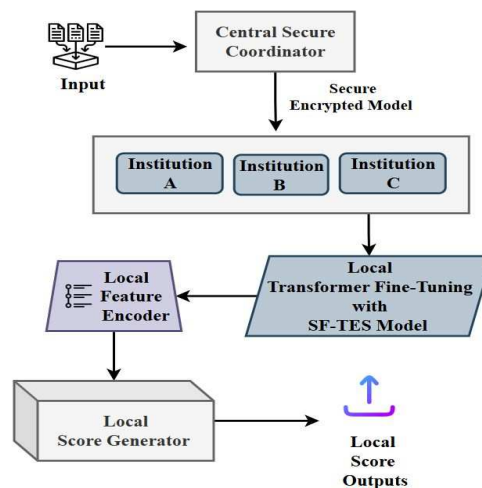 Input
Central Secure
Coordinator
Secure
Encrypted Model
Institution
A
Institution
B
Institution
C
Local
Transformer Fine-Tuning
with
SF-TES Model
Local
Feature
Encoder
Local
Score Generator
Local
Score
Outputs